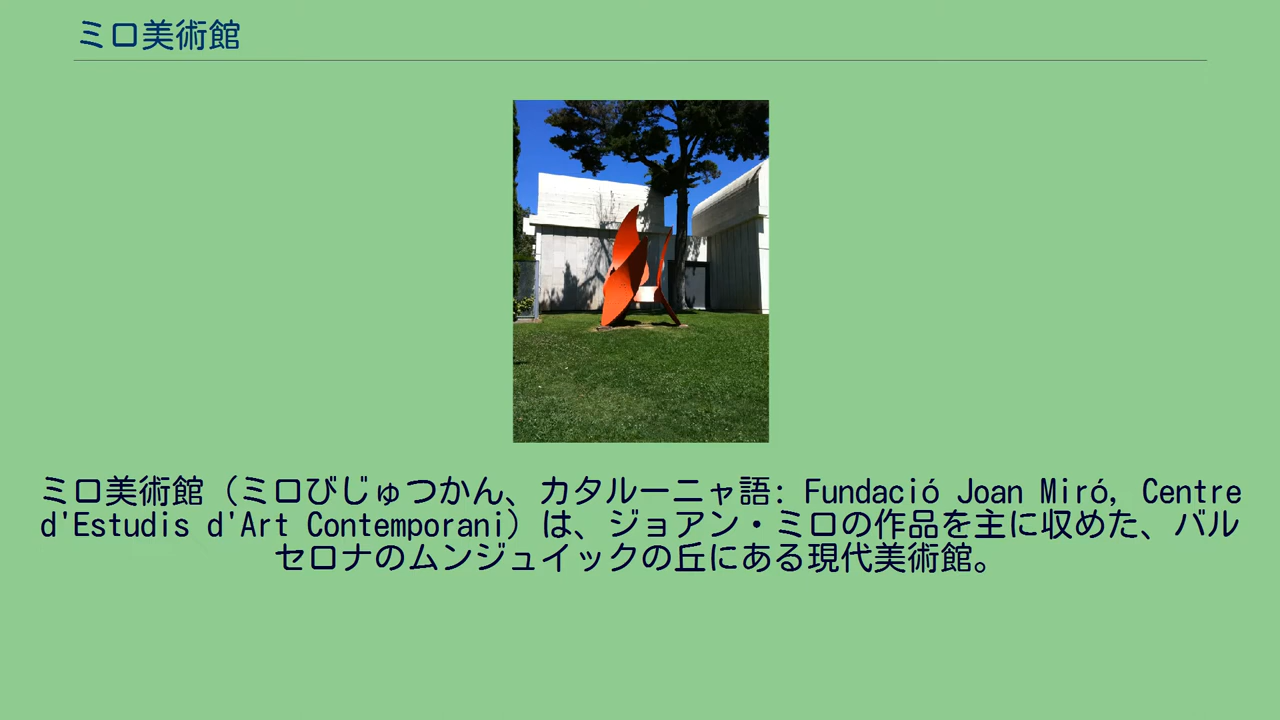 ミロ美術館
ミロ美術館（ミロびじゅつかん、カタルーニャ語: Fundació Joan Miró, Centre
d'Estudis d'Art Contemporani）は、ジョアン・ミロの作品を主に収めた、バル
セロナのムンジュイックの丘にある現代美術館。